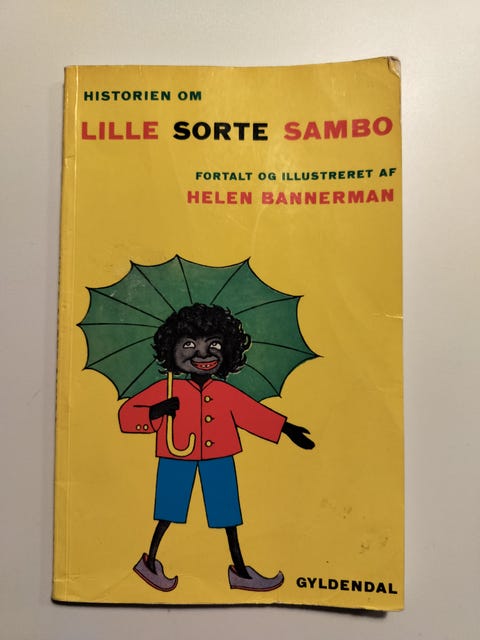 HISTORIEN OM
LILLE SORTE SAMBO
FORTALT OG ILLUSTRERET AF
HELEN BANNERMAN
GYLDENDAL